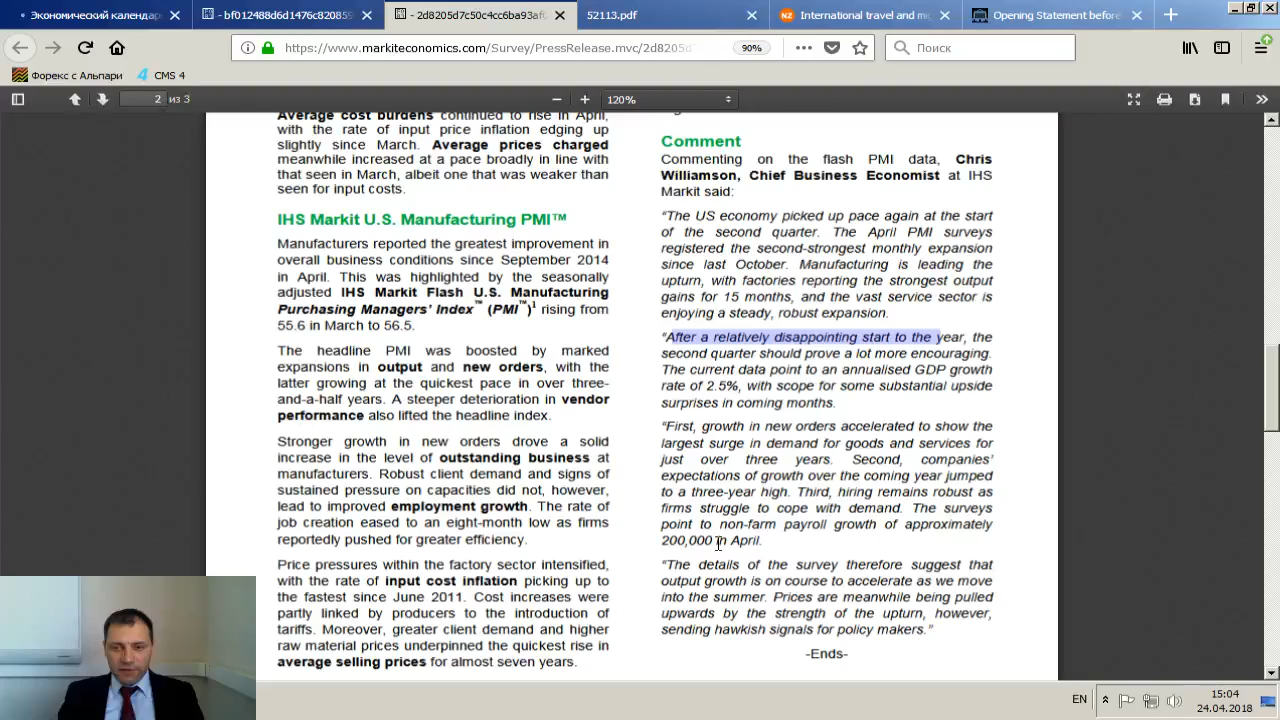 Экономический календарь
bf012488d6d1476c82085
2d8205d7c50c4cc6ba93af
52113.pdf
International travel and mi
Opening Statement before
https://www.markiteconomics.com/Survey/PressRelease.mvc/2d8205d
90%
Поиск
Форекс с Альпари
CMS 4
2 из 3
120%
Average cost burdens continued to rise in April,
with the rate of input price inflation edging up
slightly since March. Average prices charged
meanwhile increased at a pace broadly in line with
that seen in March, albeit one that was weaker than
seen for input costs.
IHS Markit U.S. Manufacturing PMI™
Manufacturers reported the greatest improvement in
overall business conditions since September 2014
in April. This was highlighted by the seasonally
adjusted IHS Markit Flash U.S. Manufacturing
Purchasing Managers' Index™ (PMI™)¹ rising from
55.6 in March to 56.5.
The headline PMI was boosted by marked
expansions in output and new orders, with the
latter growing at the quickest pace in over three-
and-a-half years. A steeper deterioration in vendor
performance also lifted the headline index.
Stronger growth in new orders drove a solid
increase in the level of outstanding business at
manufacturers. Robust client demand and signs of
sustained pressure on capacities did not, however,
lead to improved employment growth. The rate of
job creation eased to an eight-month low as firms
reportedly pushed for greater efficiency.
Price pressures within the factory sector intensified,
with the rate of input cost inflation picking up to
the fastest since June 2011. Cost increases were
partly linked by producers to the introduction of
tariffs. Moreover, greater client demand and higher
raw material prices underpinned the quickest rise in
average selling prices for almost seven years.
Comment
Commenting on the flash PMI data, Chris
Williamson, Chief Business Economist at IHS
Markit said:
“The US economy picked up pace again at the start
of the second quarter. The April PMI surveys
registered the second-strongest monthly expansion
since last October. Manufacturing is leading the
upturn, with factories reporting the strongest output
gains for 15 months, and the vast service sector is
enjoying a steady, robust expansion.
“After a relatively disappointing start to the year, the
second quarter should prove a lot more encouraging.
The current data point to an annualised GDP growth
rate of 2.5%, with scope for some substantial upside
surprises in coming months.
“First, growth in new orders accelerated to show the
largest surge in demand for goods and services for
just over three years. Second, companies'
expectations of growth over the coming year jumped
to a three-year high. Third, hiring remains robust as
firms struggle to cope with demand. The surveys
point to non-farm payroll growth of approximately
200,000 in April.
“The details of the survey therefore suggest that
output growth is on course to accelerate as we move
into the summer. Prices are meanwhile being pulled
upwards by the strength of the upturn, however,
sending hawkish signals for policy makers.”
-Ends-
EN
15:04
24.04.2018